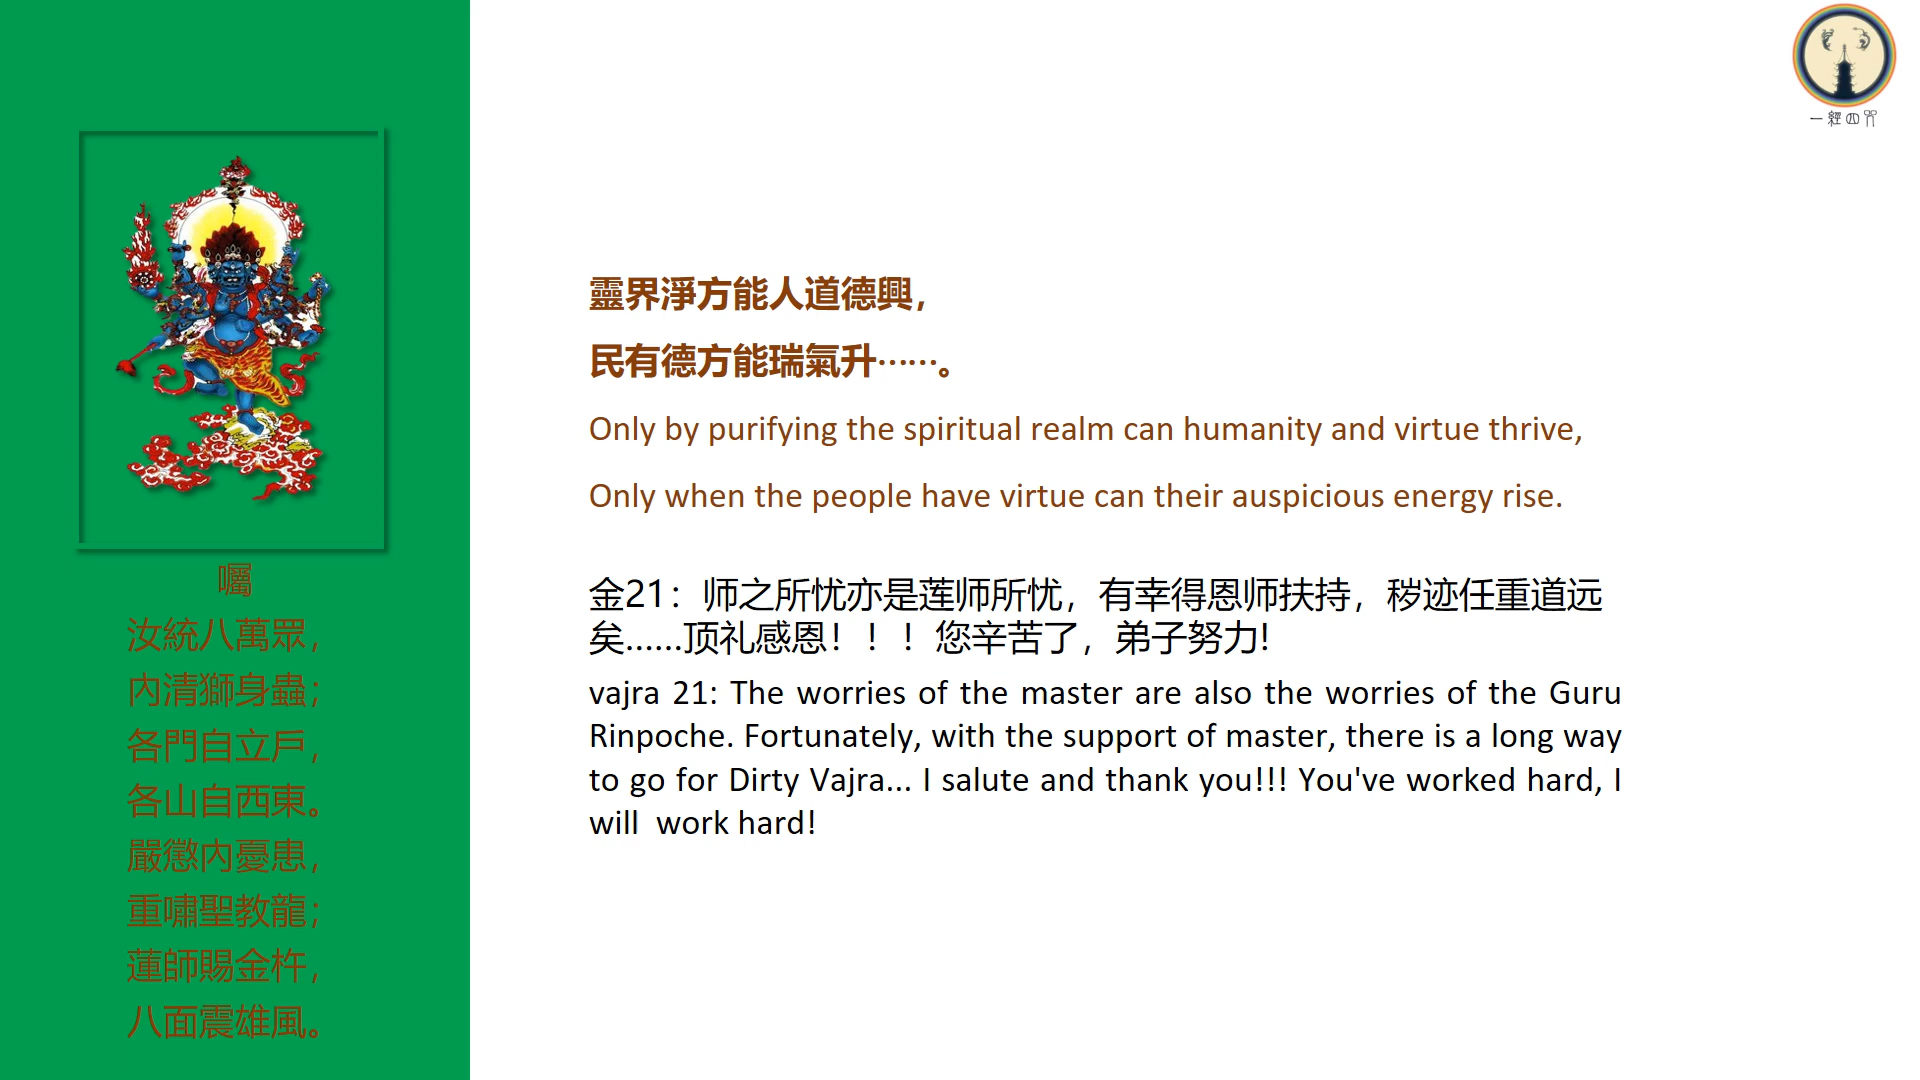 一經四咒
囑
汝統八萬眾，
內清獅身蟲；
各門自立戶，
各山自西東。
嚴懲內憂患，
重嘯聖教龍；
蓮師賜金杵，
八面震雄風。
靈界淨方能人道德興，
民有德方能瑞氣升……。
Only by purifying the spiritual realm can humanity and virtue thrive,
Only when the people have virtue can their auspicious energy rise.
金21：师之所忧亦是莲师所忧，有幸得恩师扶持，秽迹任重道远
矣......顶礼感恩！！！您辛苦了，弟子努力!
vajra 21: The worries of the master are also the worries of the Guru
Rinpoche. Fortunately, with the support of master, there is a long way
to go for Dirty Vajra... I salute and thank you!!! You've worked hard, I
will  work hard!